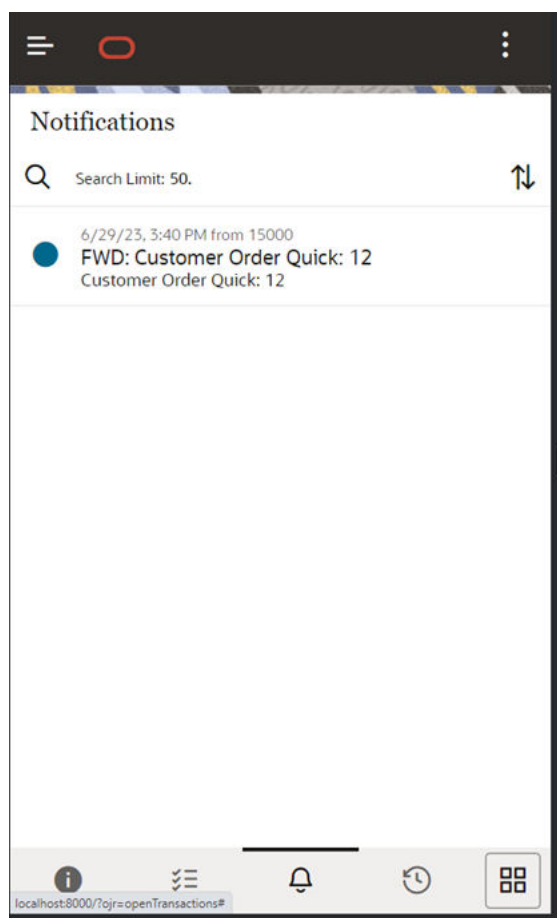 Notifications
Search Limit: 50.
6/29/23, 3:40 PM from 15000
FWD: Customer Order Quick: 12
Customer Order Quick: 12
localhost:8000/?ojr=openTransactions#